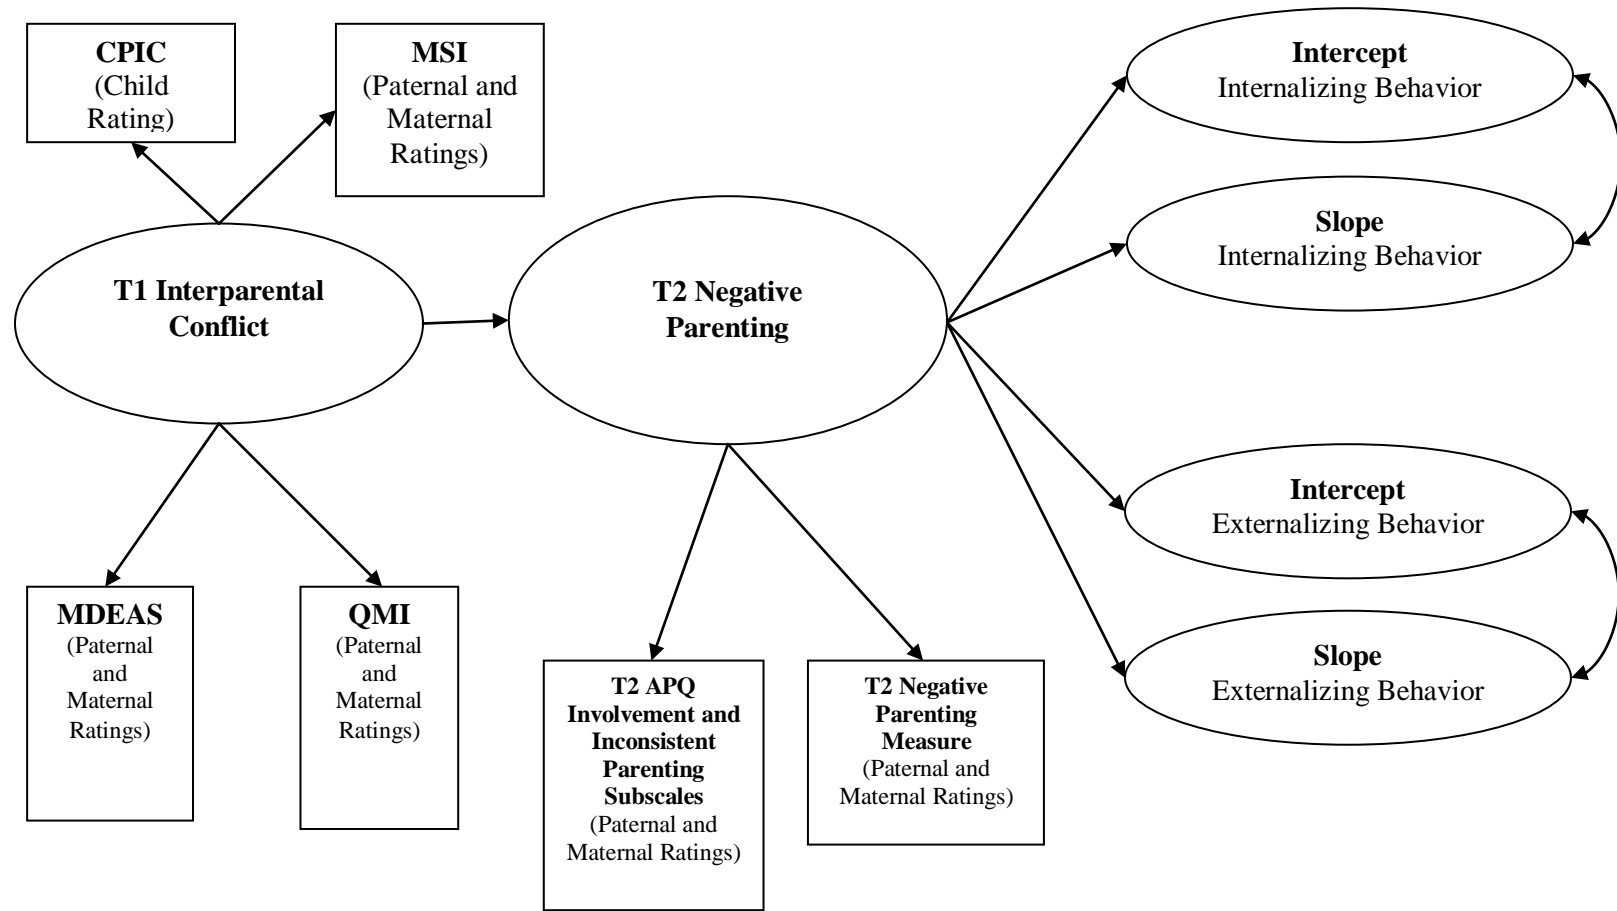 CPIC
(Child
Rating)
MSI
(Paternal and
Maternal
Ratings)
Intercept
Internalizing Behavior
Slope
Internalizing Behavior
T1 Interparental
Conflict
T2 Negative
Parenting
Intercept
Externalizing Behavior
Slope
Externalizing Behavior
MDEAS
(Paternal
and
Maternal
Ratings)
QMI
(Paternal
and
Maternal
Ratings)
T2 APQ
Involvement and
Inconsistent
Parenting
Subscales
(Paternal and
Maternal Ratings)
T2 Negative
Parenting
Measure
(Paternal and
Maternal Ratings)